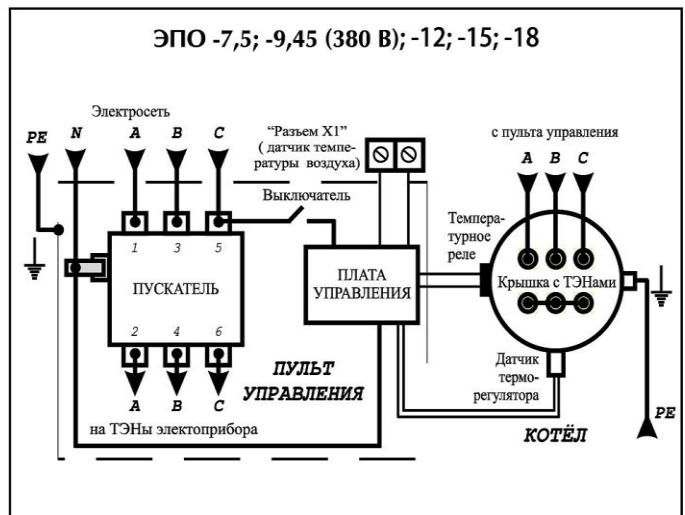 ЭПО -7,5; -9,45 (380 В); -12; -15; -18
Электросеть
PE
N
A
B
C
"Разъем X1"
( датчик темпе-
ратуры воздуха)
с пульта управления
A
B
C
Выключатель
Темпера-
турное
реле
1
3
5
ПУСКАТЕЛЬ
2
4
6
ПЛАТА
УПРАВЛЕНИЯ
Крышка с ТЭНами
A
B
C
ПУЛЬТ
УПРАВЛЕНИЯ
на ТЭНы электоприбора
Датчик
термо-
регулятора
КОТЁЛ
PE